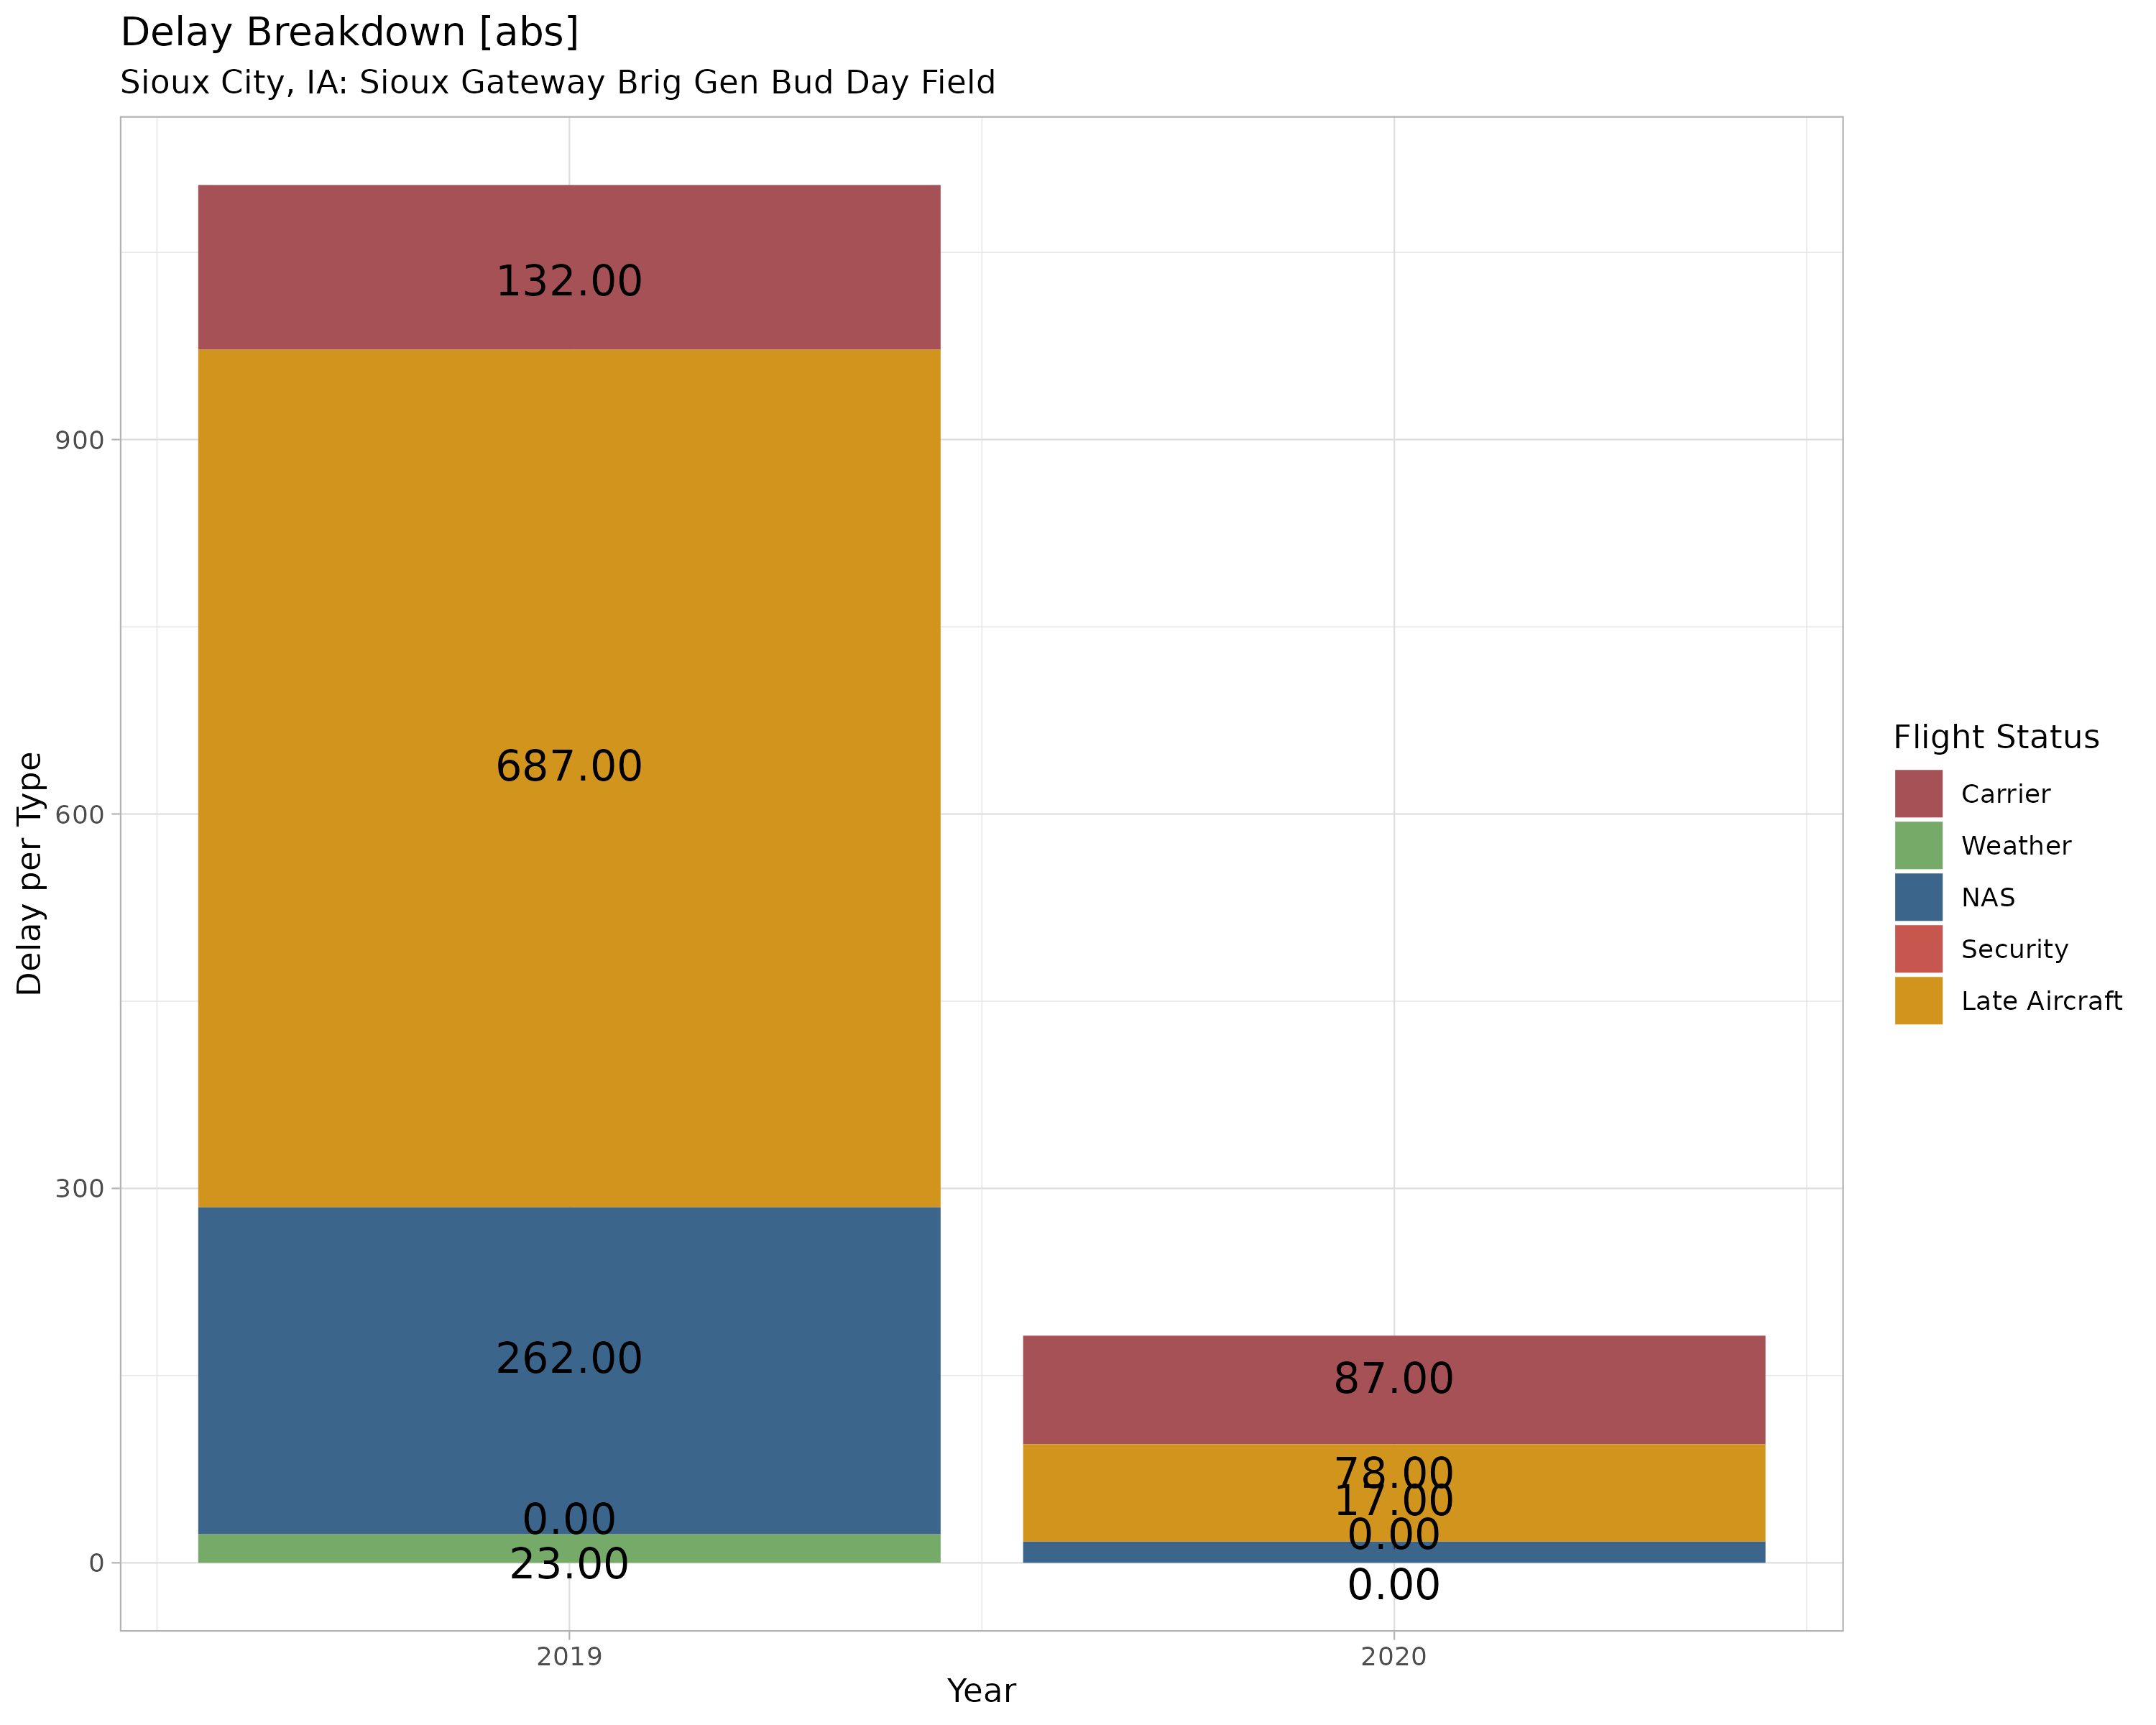 Delay Breakdown [abs]
Sioux City, IA: Sioux Gateway Brig Gen Bud Day Field
Delay per Type
900
600
300
0
132.00
687.00
262.00
0.00
23.00
87.00
78.00
17.00
0.00
0.00
2019
2020
Year
Flight Status
Carrier
Weather
NAS
Security
Late Aircraft